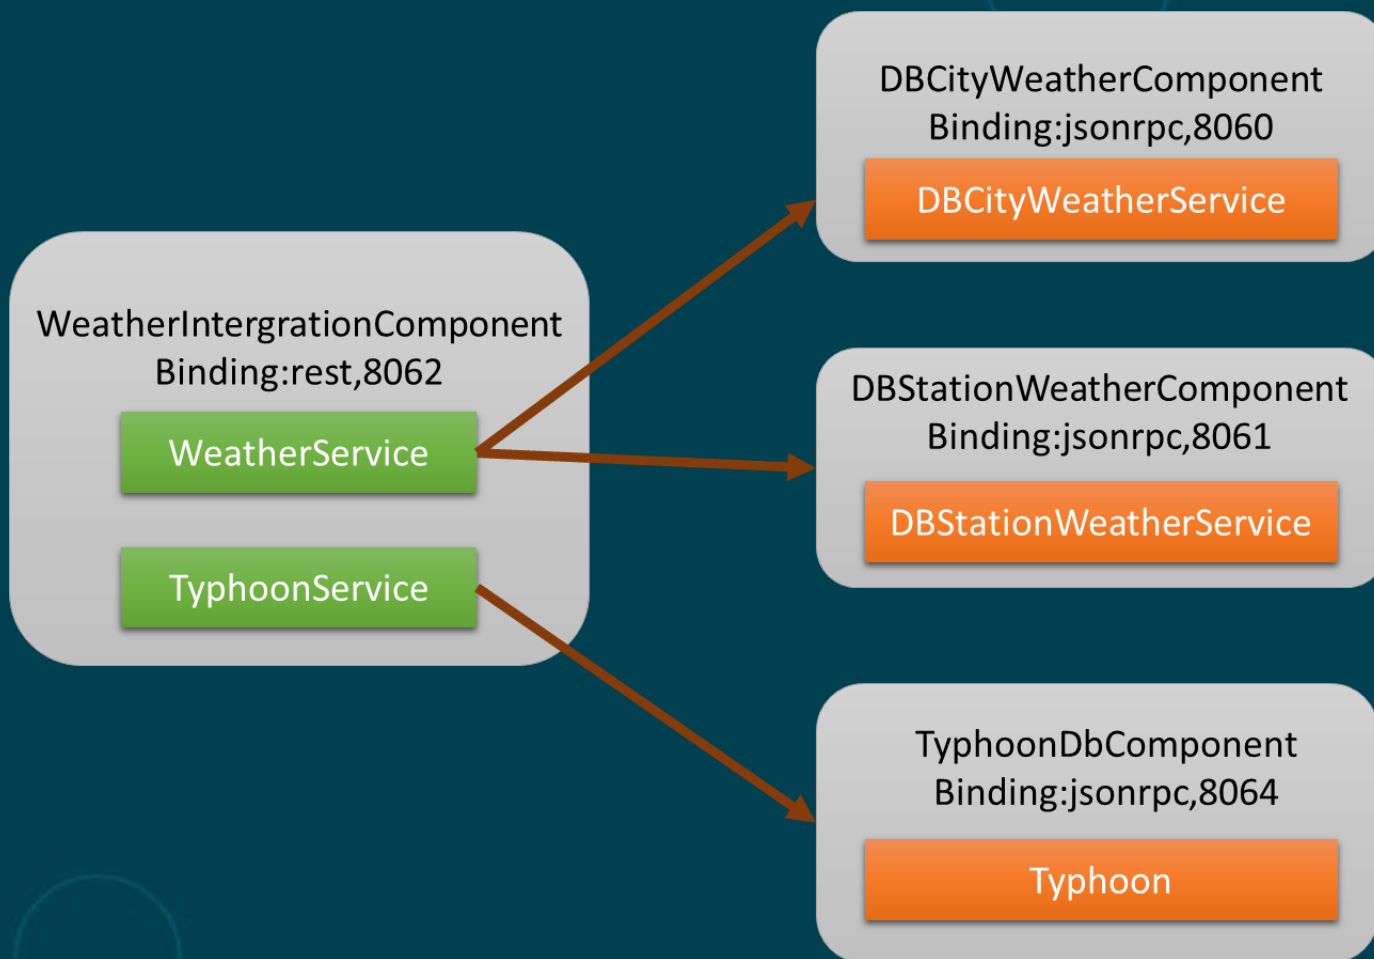 WeatherIntergrationComponent
Binding:rest,8062
WeatherService
TyphoonService
DBCityWeatherComponent
Binding:jsonrpc,8060
DBCityWeatherService
DBStationWeatherComponent
Binding:jsonrpc,8061
DBStationWeatherService
TyphoonDbComponent
Binding:jsonrpc,8064
Typhoon